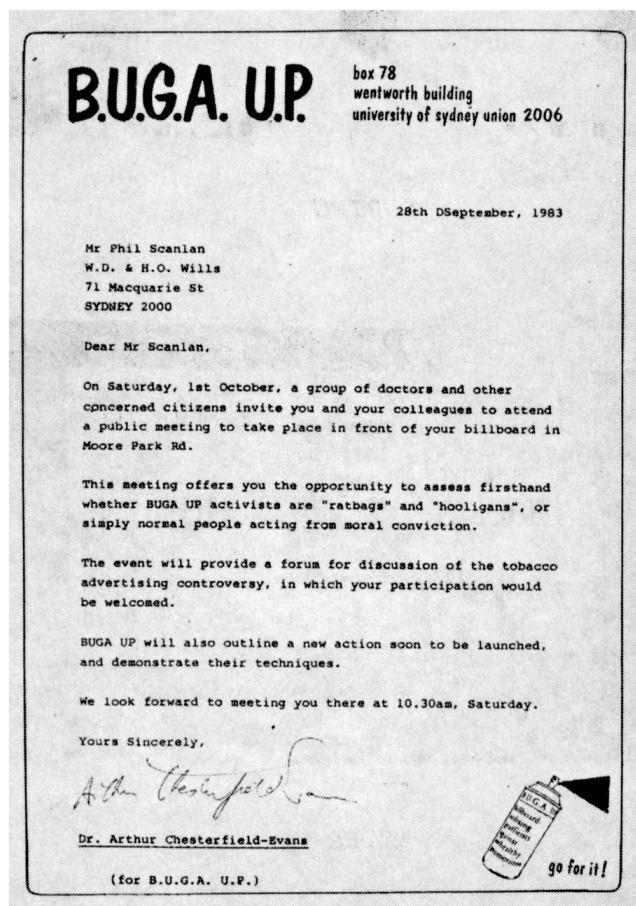 B.U.G.A. U.P.
box 78
wentworth building
university of sydney union 2006
28th DSeptember, 1983
Mr Phil Scanlan
W.D. & H.O. Wills
71 Macquarie St
SYDNEY 2000
Dear Mr Scanlan,
On Saturday, 1st October, a group of doctors and other
concerned citizens invite you and your colleagues to attend
a public meeting to take place in front of your billboard in
Moore Park Rd.
This meeting offers you the opportunity to assess firsthand
whether BUGA UP activists are "ratbags" and "hooligans", or
simply normal people acting from moral conviction.
The event will provide a forum for discussion of the tobacco
advertising controversy, in which your participation would
be welcomed.
BUGA UP will also outline a new action soon to be launched,
and demonstrate their techniques.
We look forward to meeting you there at 10.30am, Saturday.
Yours Sincerely,
Arthur Chesterfield-Evans
Dr. Arthur Chesterfield-Evans
(for B.U.G.A. U.P.)
B.U.G.A. UP
billboard
utilising
graffitists
against
unhealthy
promotions
go for it!